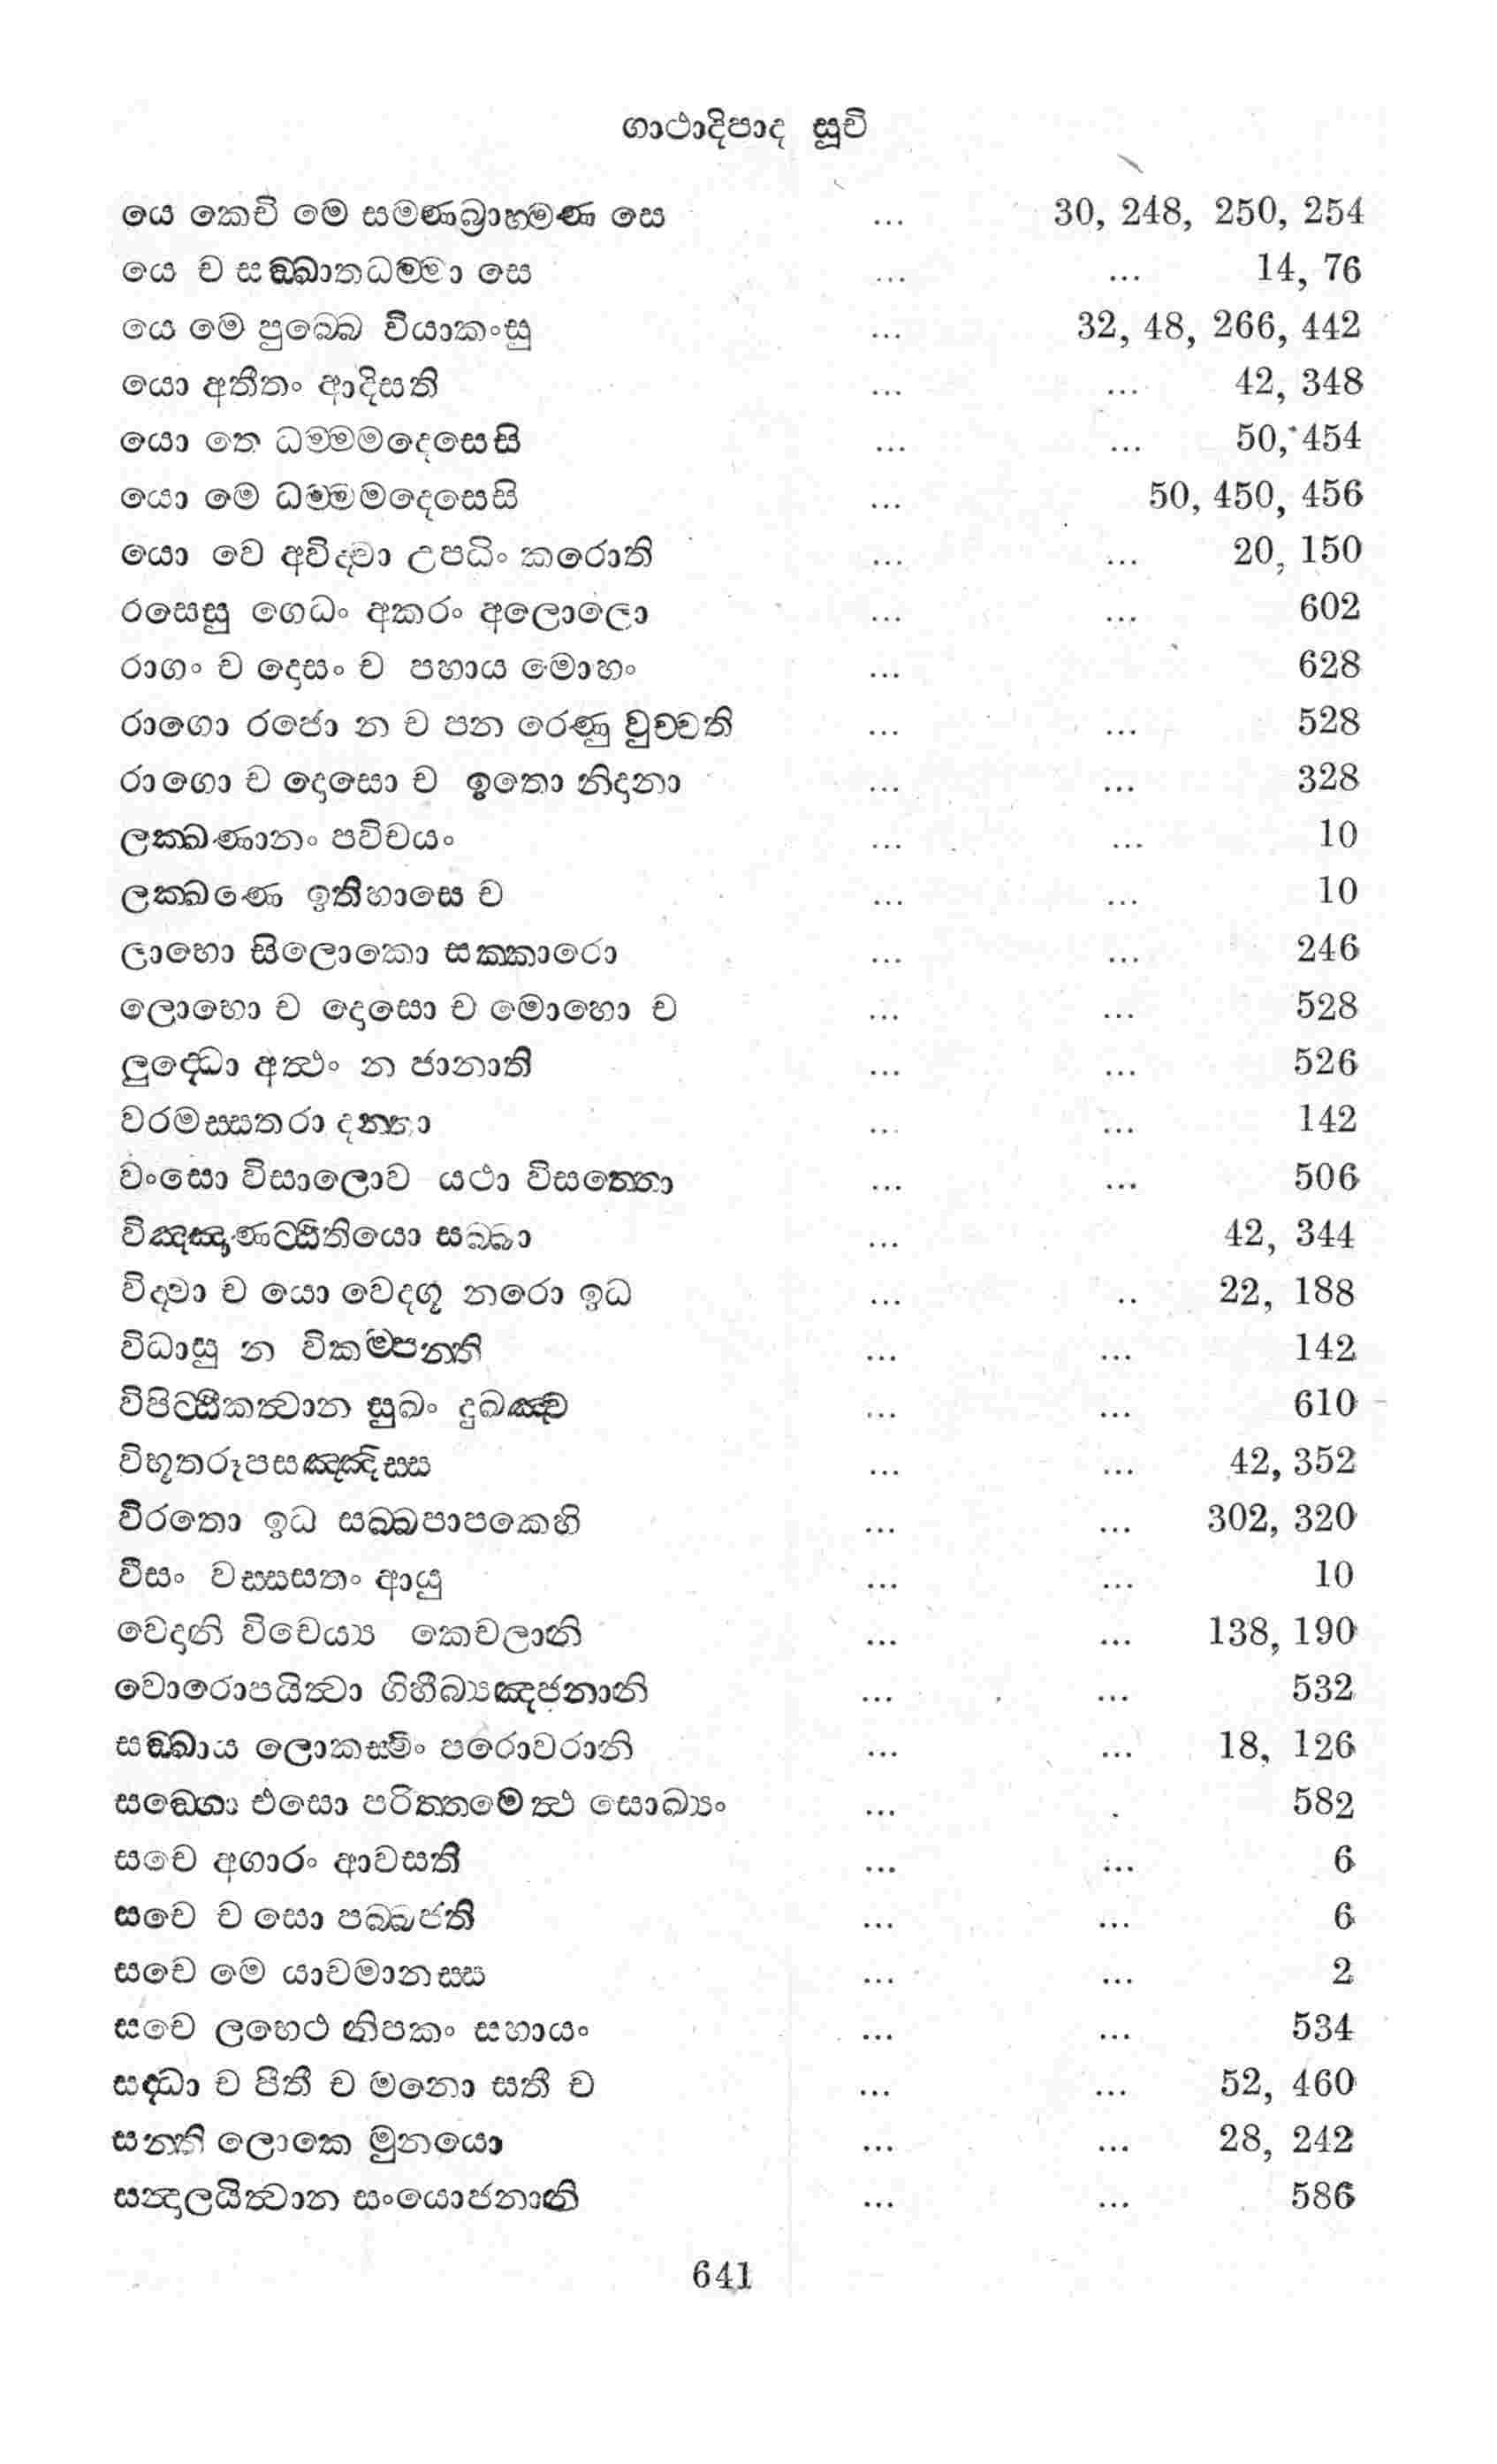 ගාථාදිපාද සූචි
යෙ කෙචි මෙ සමණබ්‍රාහ්මණ සෙ ... 30, 248, 250, 254
යෙ ච සඞ්ඛාතධම්මා සෙ ... ... 14, 76
යෙ මෙ පුබ්බෙ වියාකංසු ... 32, 48, 266, 442
යො අතීතං ආදිසති ... ... 42, 348
යො තෙ ධම්මමදෙසෙසි ... ... 50, 454
යො මෙ ධම්මමදෙසෙසි ... 50, 450, 456
යො වෙ අවිද්වා උපධිං කරොති ... ... 20, 150
රසෙසු ගෙධං අකරං අලොලො ... ... 602
රාගං ච දොසං ච පහාය මොහං ... 628
රාගො රජො න ච පන රෙණු වුච්චති ... ... 528
රාගො ච දොසො ච ඉතො නිදානා ... ... 328
ලක්ඛණානං පවිචයං ... ... 10
ලක්ඛණෙ ඉතිහාසෙ ච ... ... 10
ලාභො සිලොකො සක්කාරො ... ... 246
ලොභො ච දොසො ච මොහො ච ... ... 528
ලුද්ධො අත්ථං න ජානාති ... ... 526
වරමස්සතරා දන්තා ... ... 142
වංසො විසාලොව යථා විසත්තො ... ... 506
විඤ්ඤාණට්ඨිතියො සබ්බා ... 42, 344
විද්වා ච යො වෙදගූ නරො ඉධ ... .. 22, 188
විධාසු න විකම්පන්ති ... ... 142
විපිට්ඨීකත්වාන සුඛං දුඛඤ්ච ... ... 610
විභූතරූපසඤ්ඤිස්ස ... ... 42, 352
විරතො ඉධ සබ්බපාපකෙහි ... ... 302, 320
වීසං වස්සසතං ආයු ... ... 10
වෙදානි විචෙය්‍ය කෙවලානි ... ... 138, 190
වොරොපයිත්වා ගිහීබ්‍යඤ්ජනානි ... ... 532
සඞ්ඛාය ලොකස්මිං පරොවරානි ... ... 18, 126
සඞ්ගො එසො පරිත්තමෙත්ථ සොඛ්‍යං ... . 582
සචෙ අගාරං ආවසති ... ... 6
සචෙ ච සො පබ්බජති ... ... 6
සචෙ මෙ යාචමානස්ස ... ... 2
සචෙ ලභෙථ නිපකං සහායං ... ... 534
සද්ධා ච පීතී ච මනො සතී ච ... ... 52, 460
සන්ති ලොකෙ මුනයො ... ... 28, 242
සන්දාලයිත්වාන සංයොජනානි ... ... 586
641